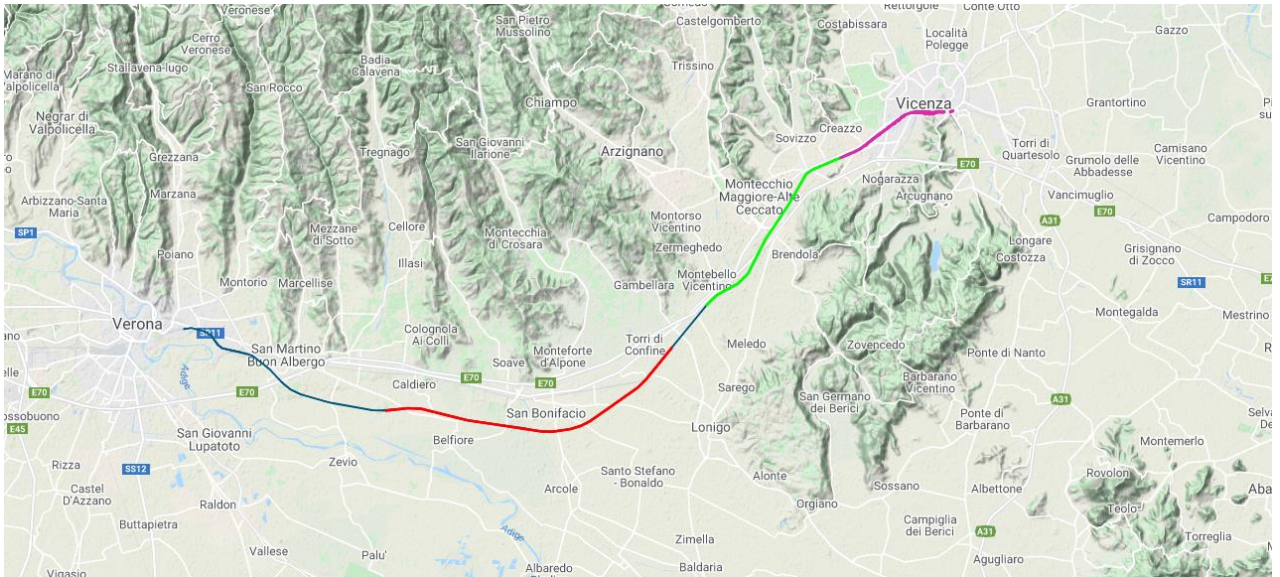 Veronese
San Pietro
Mussolino
Castelgomberto
Costabissara
Rettorgole
Conte Otto
Località
Polegge
Gazzo
Cerro
Veronese
Badia
Calavena
Trissino
Stallavena-lugo
Marano di
Valpolicella
San Rocco
Chiampo
Vicenza
Grantortino
Negrar di
Valpolicella
Tregnago
San Giovanni
Ilarione
Arzignano
Sovizzo
Creazzo
Torri di
Quartesolo
Camisano
Vicentino
Grezzana
E70
Grumolo delle
Abbadesse
Marzana
Montecchio
Maggiore-Alte
Ceccato
Nogarazza
Arcugnano
Vancimuglio
Arbizzano-Santa
Maria
Mezzane
di Sotto
Cellore
Montecchia
di Crosara
Montorso
Vicentino
A31
E70
Campodoro
SP1
Poiano
Illasi
Zermeghedo
Brendola
Longare
Costozza
Grisignano
di Zocco
Montorio
Marcellise
Gambellara
Montebello
Vicentino
SR11
Montegalda
Mestrino
Verona
SP11
Colognola
Ai Colli
Torri di
Confine
San Martino
Buon Albergo
Soave
Monteforte
d'Alpone
Meledo
Zovencedo
Ponte di Nanto
Adige
E70
E70
Caldiero
E70
E70
Sarego
Barbarano
Vicentino
San Germano
dei Berici
A31
E45
San Bonifacio
Lonigo
Ponte di
Barbarano
San Giovanni
Lupatoto
Belfiore
Montemerlo
Rizza
SS12
Zevio
Santo Stefano
- Bonaldo
Alonte
Rovolon
Castel
D'Azzano
Raldon
Arcole
Orgiano
Sossano
Albettone
Teolo
Buttapietra
Adige
Campiglia
dei Berici
A31
Torreglia
Vallese
Palu'
Zimella
Agugliaro
Vigasio
Albaredo
Baldaria